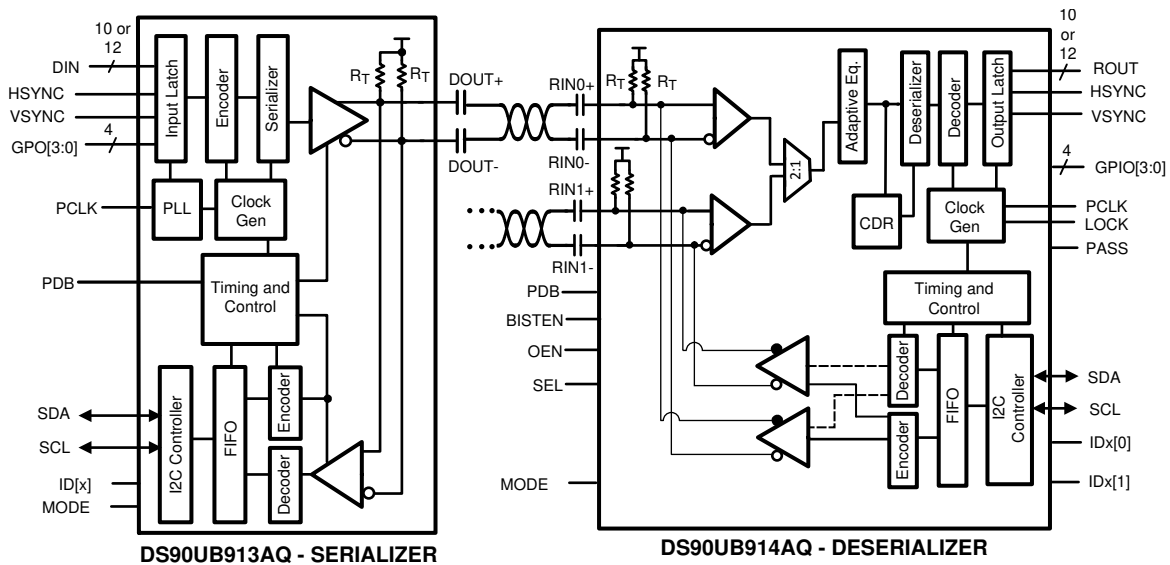 10 or
12
DIN
HSYNC
VSYNC
4
GPO[3:0]
PCLK
PDB
SDA
SCL
ID[x]
MODE
Input Latch
Encoder
Serializer
PLL
Clock
Gen
Timing and
Control
I2C Controller
FIFO
Encoder
Decoder
RT
RT
DOUT+
DOUT-
DS90UB913AQ - SERIALIZER
RIN0+
RIN0-
RIN1+
RIN1-
RT
RT
PDB
BISTEN
OEN
SEL
MODE
2:1
Adaptive Eq.
CDR
Deserializer
Decoder
Output Latch
Clock
Gen
Timing and
Control
Decoder
Encoder
FIFO
I2C
Controller
10
or
12
ROUT
HSYNC
VSYNC
4
GPIO[3:0]
PCLK
LOCK
PASS
SDA
SCL
IDx[0]
IDx[1]
DS90UB914AQ - DESERIALIZER